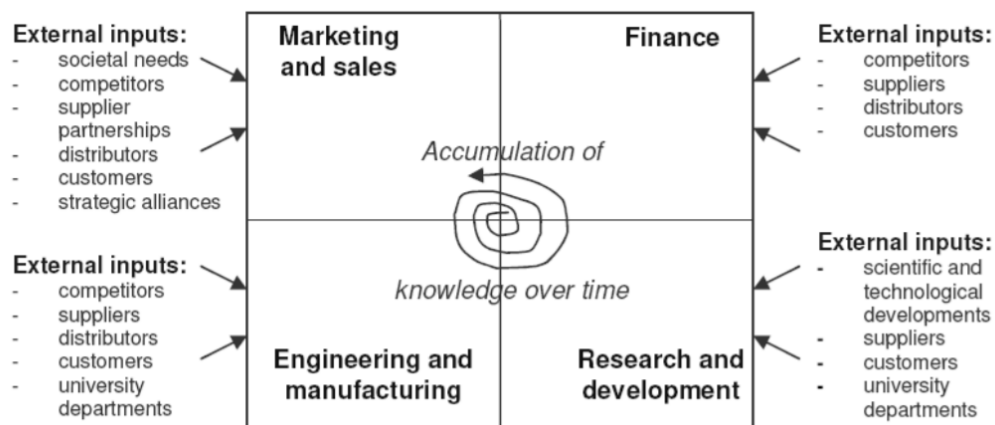 External inputs:
- societal needs
- competitors
- supplier
partnerships
- distributors
- customers
- strategic alliances
Marketing
and sales
Finance
External inputs:
- competitors
- suppliers
- distributors
- customers
Accumulation of
knowledge over time
External inputs:
- competitors
- suppliers
- distributors
- customers
- university
departments
Engineering and
manufacturing
Research and
development
External inputs:
- scientific and
technological
developments
- suppliers
- customers
- university
departments